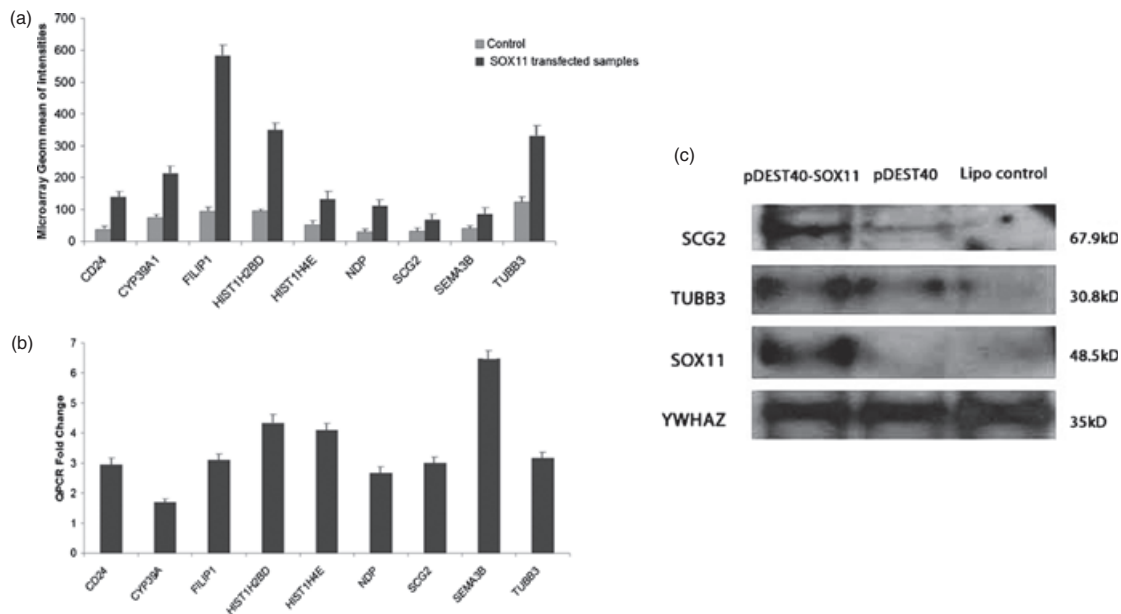 (a)
Microarray Geom mean of intensities
700
600
500
400
300
200
100
0
Control
SOX11 transfected samples
CD24
CYP39A1
FILIP1
HIST1H2BD
HIST1H4E
NDP
SCG2
SEMA3B
TUBB3
(b)
QPCR Fold Change
7
6
5
4
3
2
1
0
CD24
CYP39A
FILIP1
HIST1H2BD
HIST1H4E
NDP
SCG2
SEMA3B
TUBB3
(c)
pDEST40-SOX11 pDEST40 Lipo control
SCG2 67.9kD
TUBB3 30.8kD
SOX11 48.5kD
YWHAZ 35kD